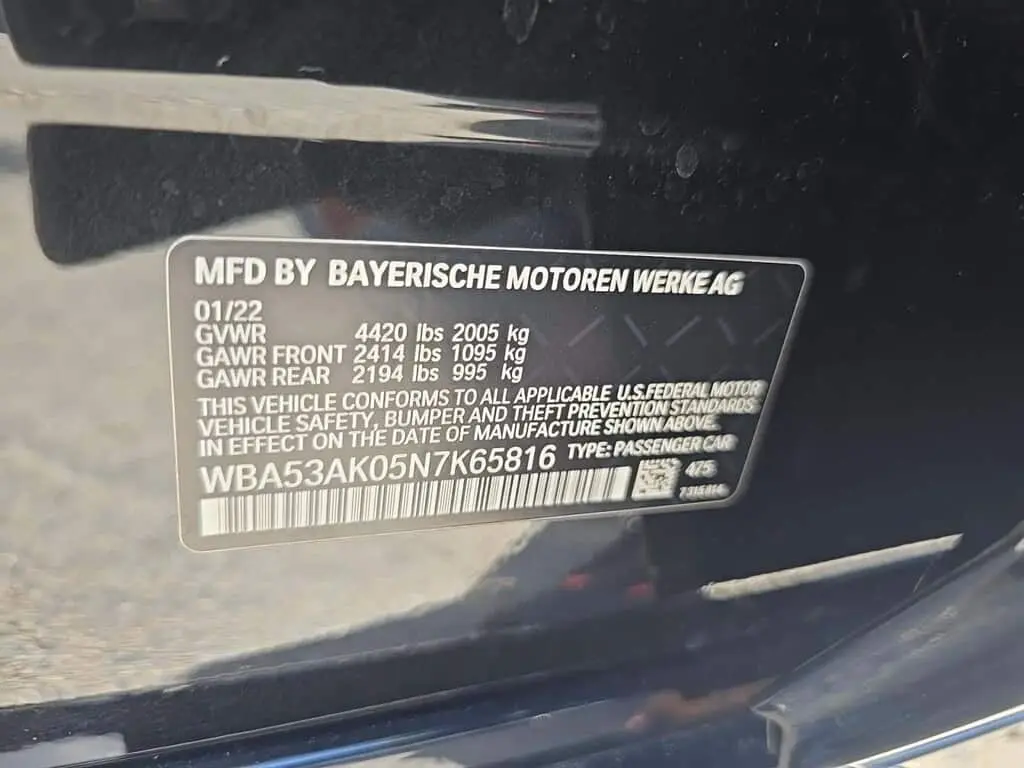 MFD BY BAYERISCHE MOTOREN WERKE AG
01/22
GVWR 4420 lbs 2005 kg
GAWR FRONT 2414 lbs 1095 kg
GAWR REAR 2194 lbs 995 kg
THIS VEHICLE CONFORMS TO ALL APPLICABLE U.S.FEDERAL MOTOR
VEHICLE SAFETY, BUMPER AND THEFT PREVENTION STANDARDS
IN EFFECT ON THE DATE OF MANUFACTURE SHOWN ABOVE.
WBA53AK05N7K65816 TYPE: PASSENGER CAR
475